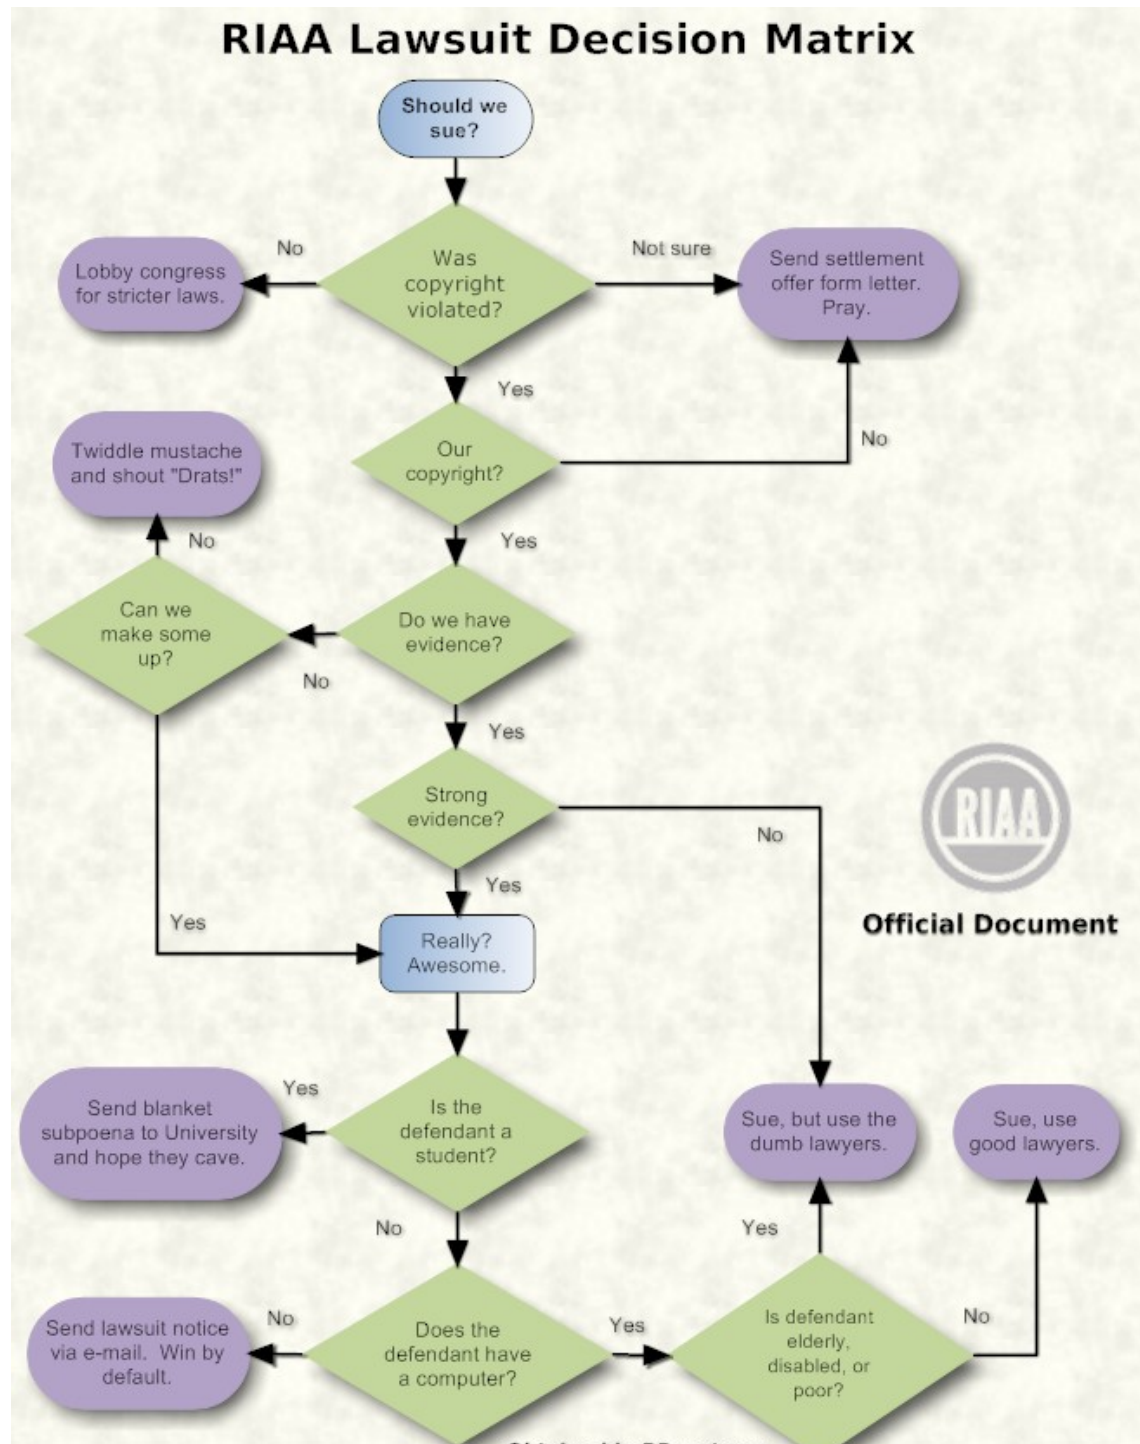 RIAA Lawsuit Decision Matrix
Should we
sue?
No
Not sure
Lobby congress
for stricter laws.
Was
copyright
violated?
Send settlement
offer form letter.
Pray.
Yes
Twiddle mustache
and shout "Drats!"
Our
copyright?
No
No
Yes
Can we
make some
up?
Do we have
evidence?
No
Yes
Strong
evidence?
No
RIAA
Yes
Yes
Official Document
Really?
Awesome.
Yes
Send blanket
subpoena to University
and hope they cave.
Is the
defendant a
student?
Sue, but use the
dumb lawyers.
Sue, use
good lawyers.
No
Yes
Send lawsuit notice
via e-mail. Win by
default.
No
Does the
defendant have
a computer?
Yes
Is defendant
elderly,
disabled, or
poor?
No